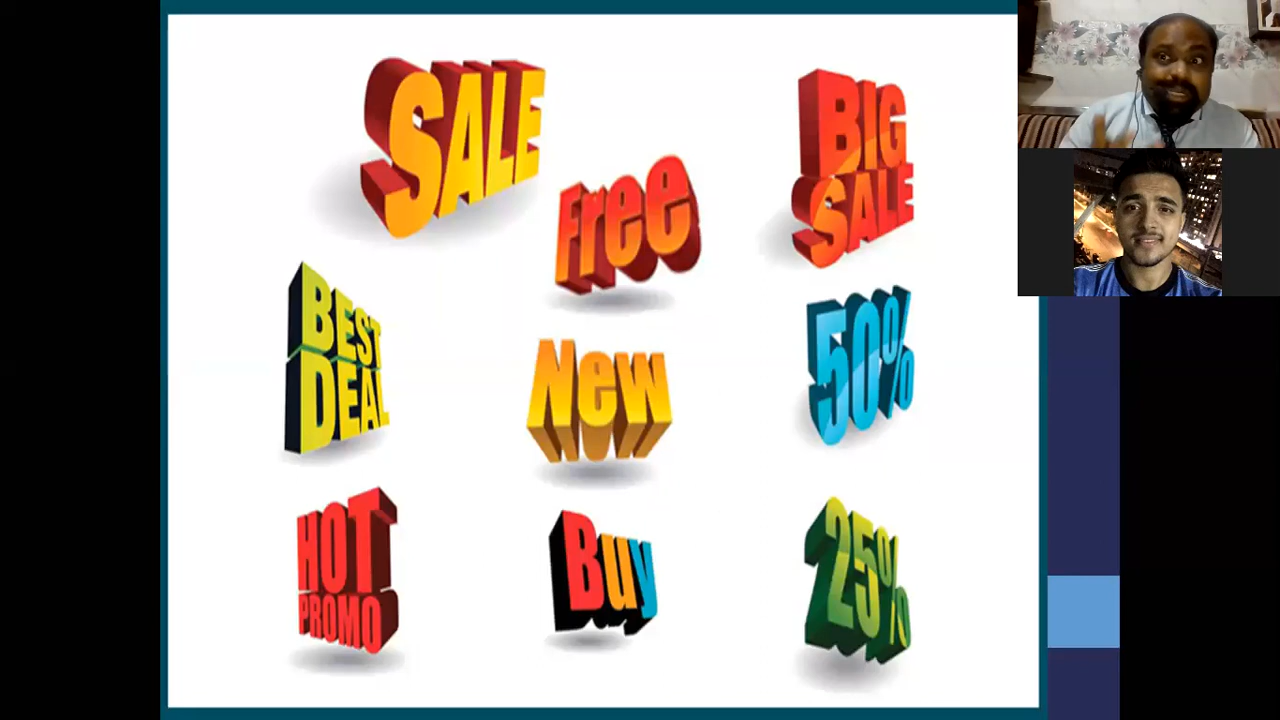 SALE
Free
BIG
SALE
BEST
DEAL
New
50%
HOT
PROMO
Buy
25%